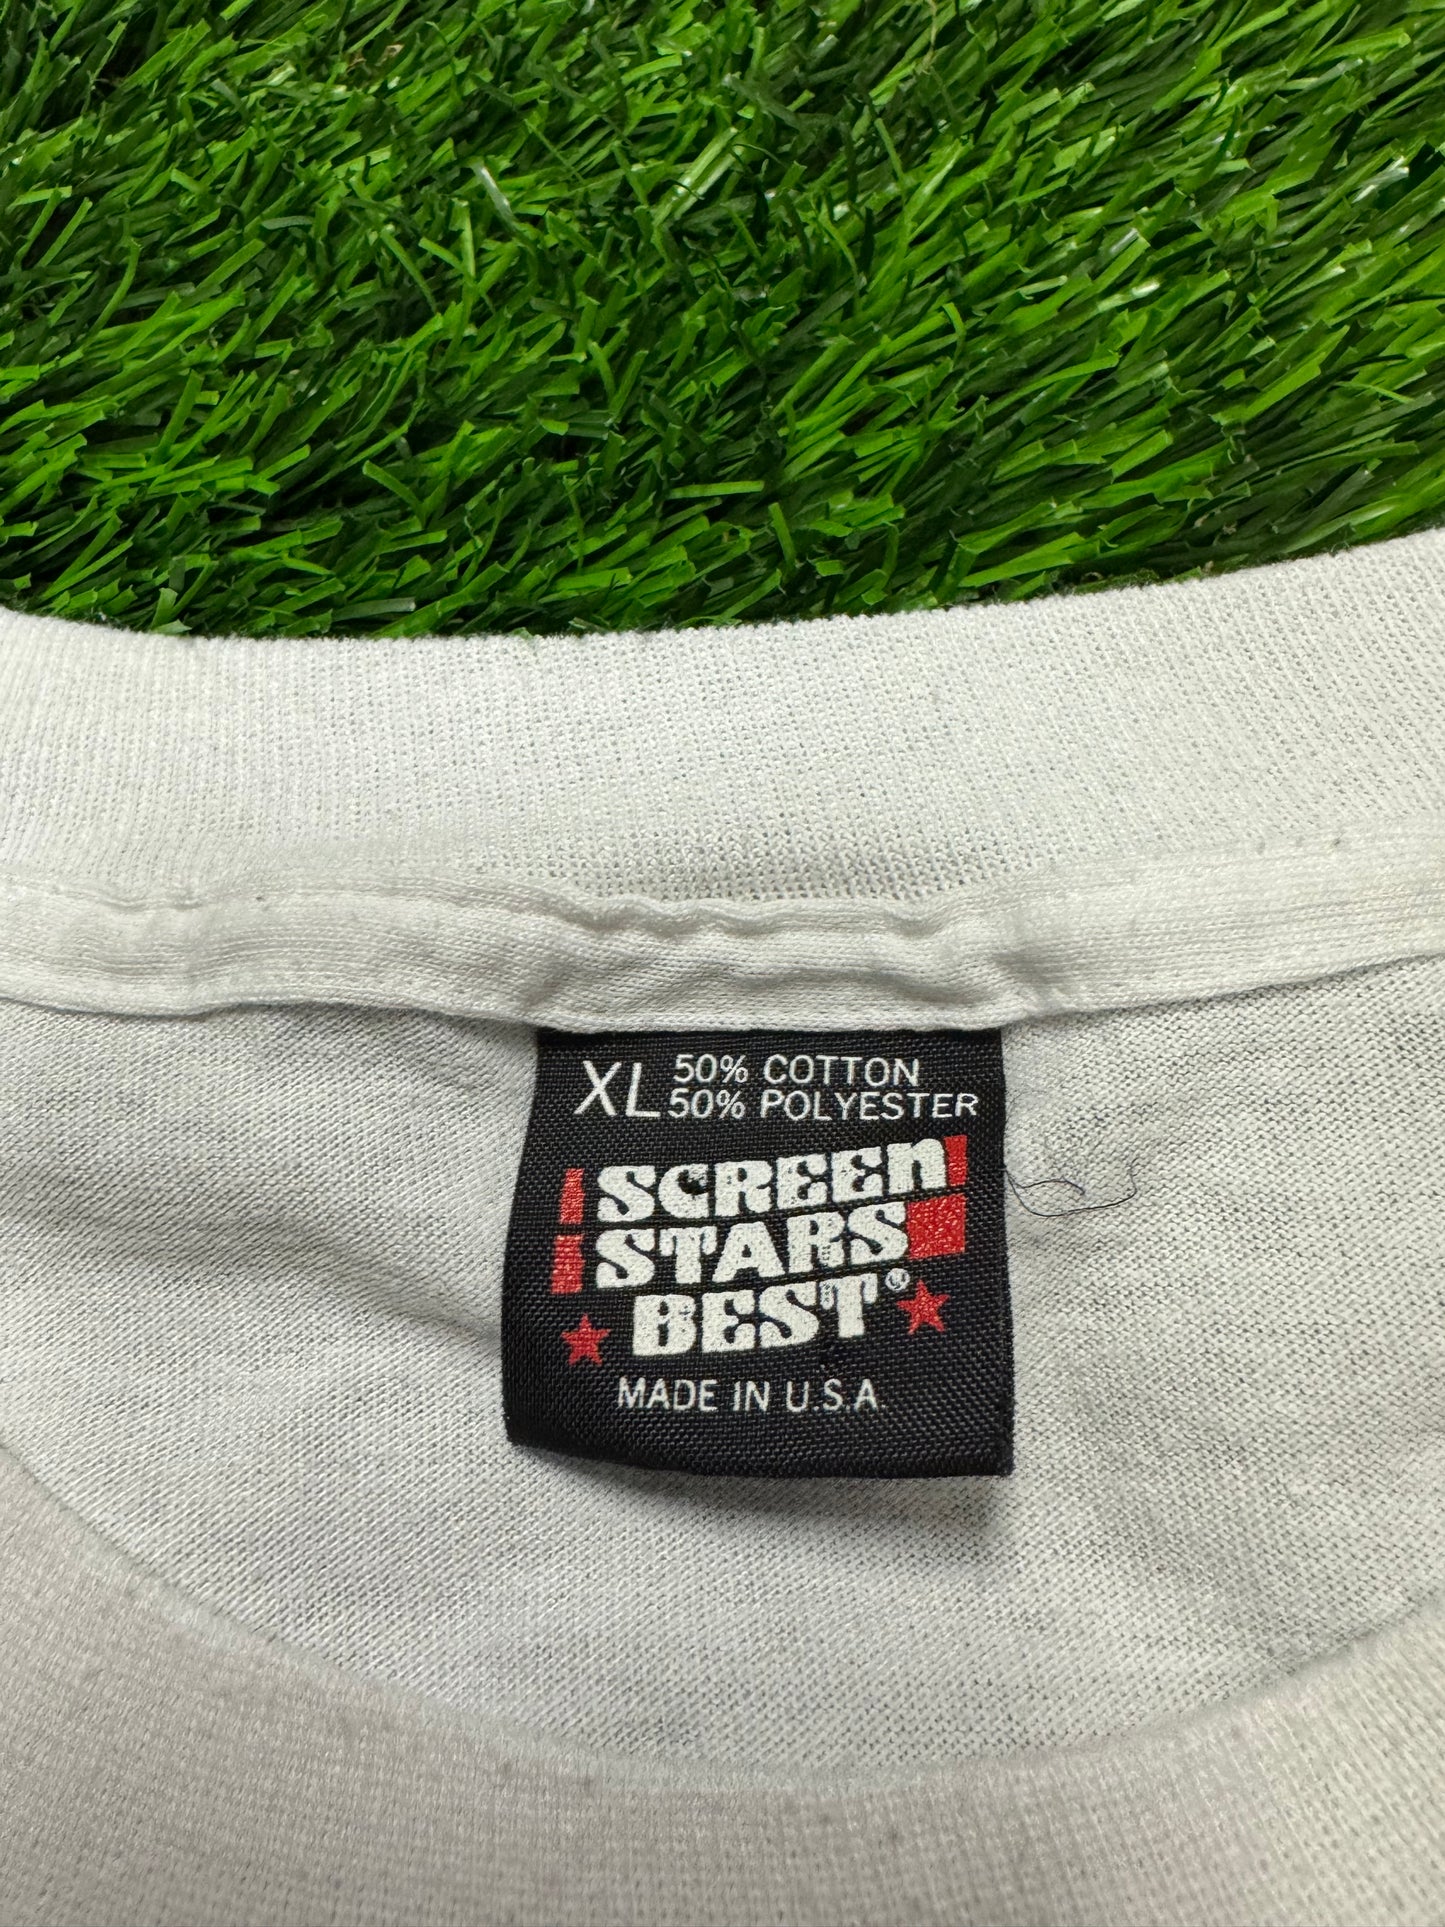 XL 50% COTTON
50% POLYESTER
SCREEN
STARS
BEST®
MADE IN U.S.A.